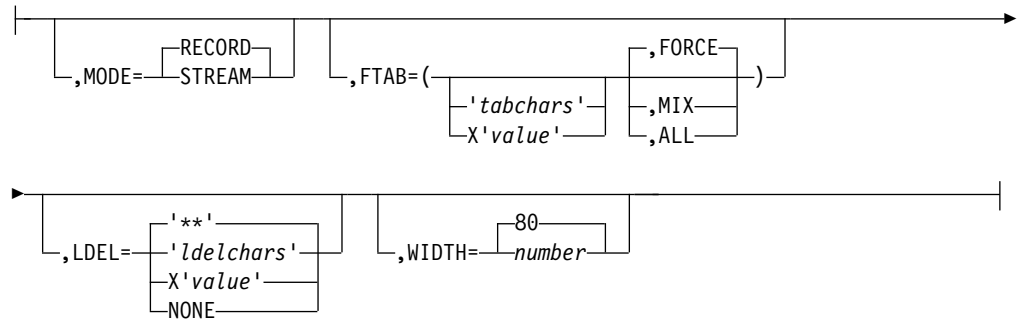 ,FORCE
RECORD
,MODE= STREAM ,FTAB=( )
'tabchars' ,MIX
X'value' ,ALL
'**' 80
,LDEL= 'ldelchars' ,WIDTH= number
X'value'
NONE